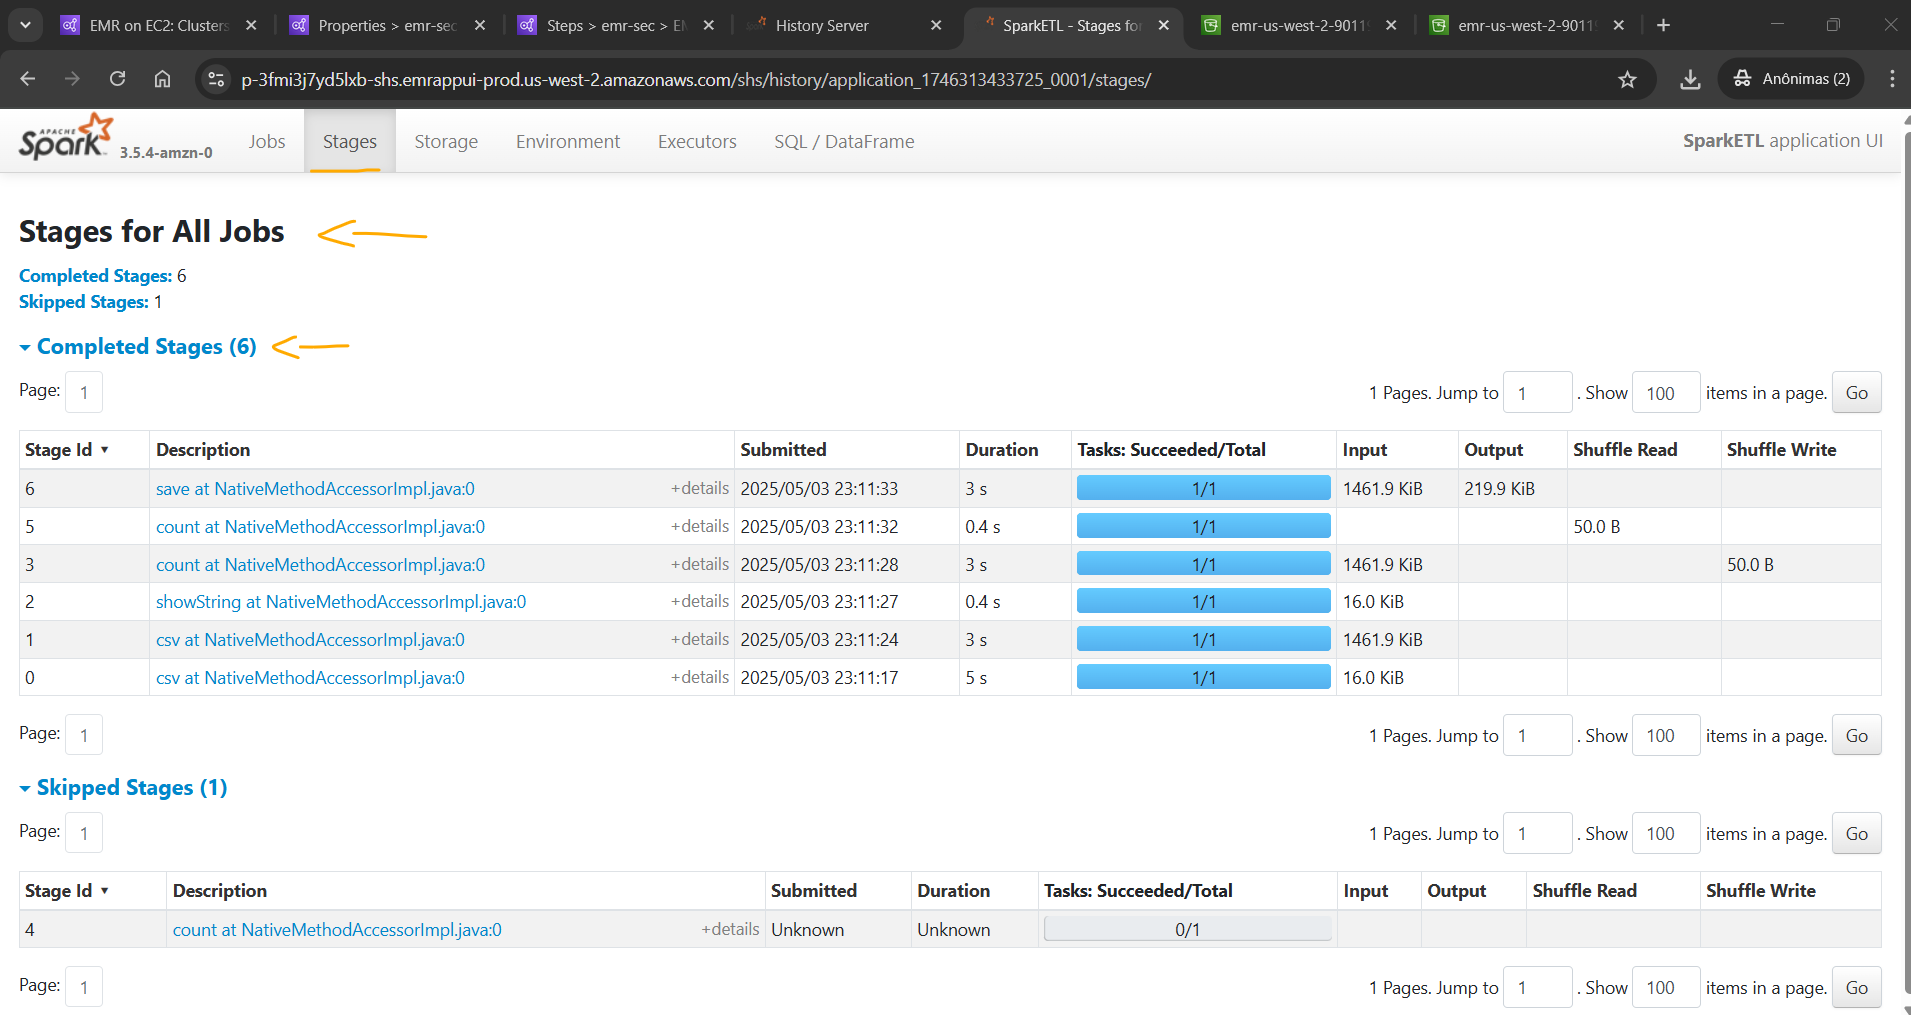 EMR on EC2: Clusters
Properties > emr-sec
Steps > emr-sec > EM
History Server
SparkETL - Stages for
emr-us-west-2-9011
emr-us-west-2-9011
p-3fmi3j7yd5lxb-shs.emrappui-prod.us-west-2.amazonaws.com/shs/history/application_1746313433725_0001/stages/
Anônimas (2)
APACHE Spark 3.5.4-amzn-0 Jobs Stages Storage Environment Executors SQL / DataFrame SparkETL application UI
Stages for All Jobs
Completed Stages: 6
Skipped Stages: 1
Completed Stages (6)
Page: 1 1 Pages. Jump to 1 . Show 100 items in a page. Go
Stage Id ▾ Description Submitted Duration Tasks: Succeeded/Total Input Output Shuffle Read Shuffle Write
6 save at NativeMethodAccessorImpl.java:0 +details 2025/05/03 23:11:33 3 s 1/1 1461.9 KiB 219.9 KiB
5 count at NativeMethodAccessorImpl.java:0 +details 2025/05/03 23:11:32 0.4 s 1/1 50.0 B
3 count at NativeMethodAccessorImpl.java:0 +details 2025/05/03 23:11:28 3 s 1/1 1461.9 KiB 50.0 B
2 showString at NativeMethodAccessorImpl.java:0 +details 2025/05/03 23:11:27 0.4 s 1/1 16.0 KiB
1 csv at NativeMethodAccessorImpl.java:0 +details 2025/05/03 23:11:24 3 s 1/1 1461.9 KiB
0 csv at NativeMethodAccessorImpl.java:0 +details 2025/05/03 23:11:17 5 s 1/1 16.0 KiB
Page: 1 1 Pages. Jump to 1 . Show 100 items in a page. Go
Skipped Stages (1)
Page: 1 1 Pages. Jump to 1 . Show 100 items in a page. Go
Stage Id ▾ Description Submitted Duration Tasks: Succeeded/Total Input Output Shuffle Read Shuffle Write
4 count at NativeMethodAccessorImpl.java:0 +details Unknown Unknown 0/1
Page: 1 1 Pages. Jump to 1 . Show 100 items in a page. Go